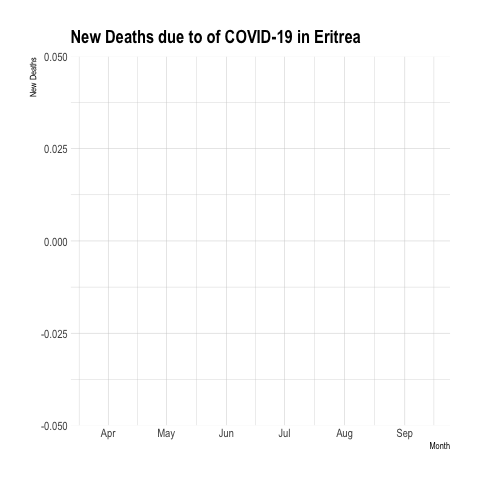 New Deaths due to of COVID-19 in Eritrea
New Deaths
0.050
0.025
0.000
-0.025
-0.050
Apr May Jun Jul Aug Sep
Month